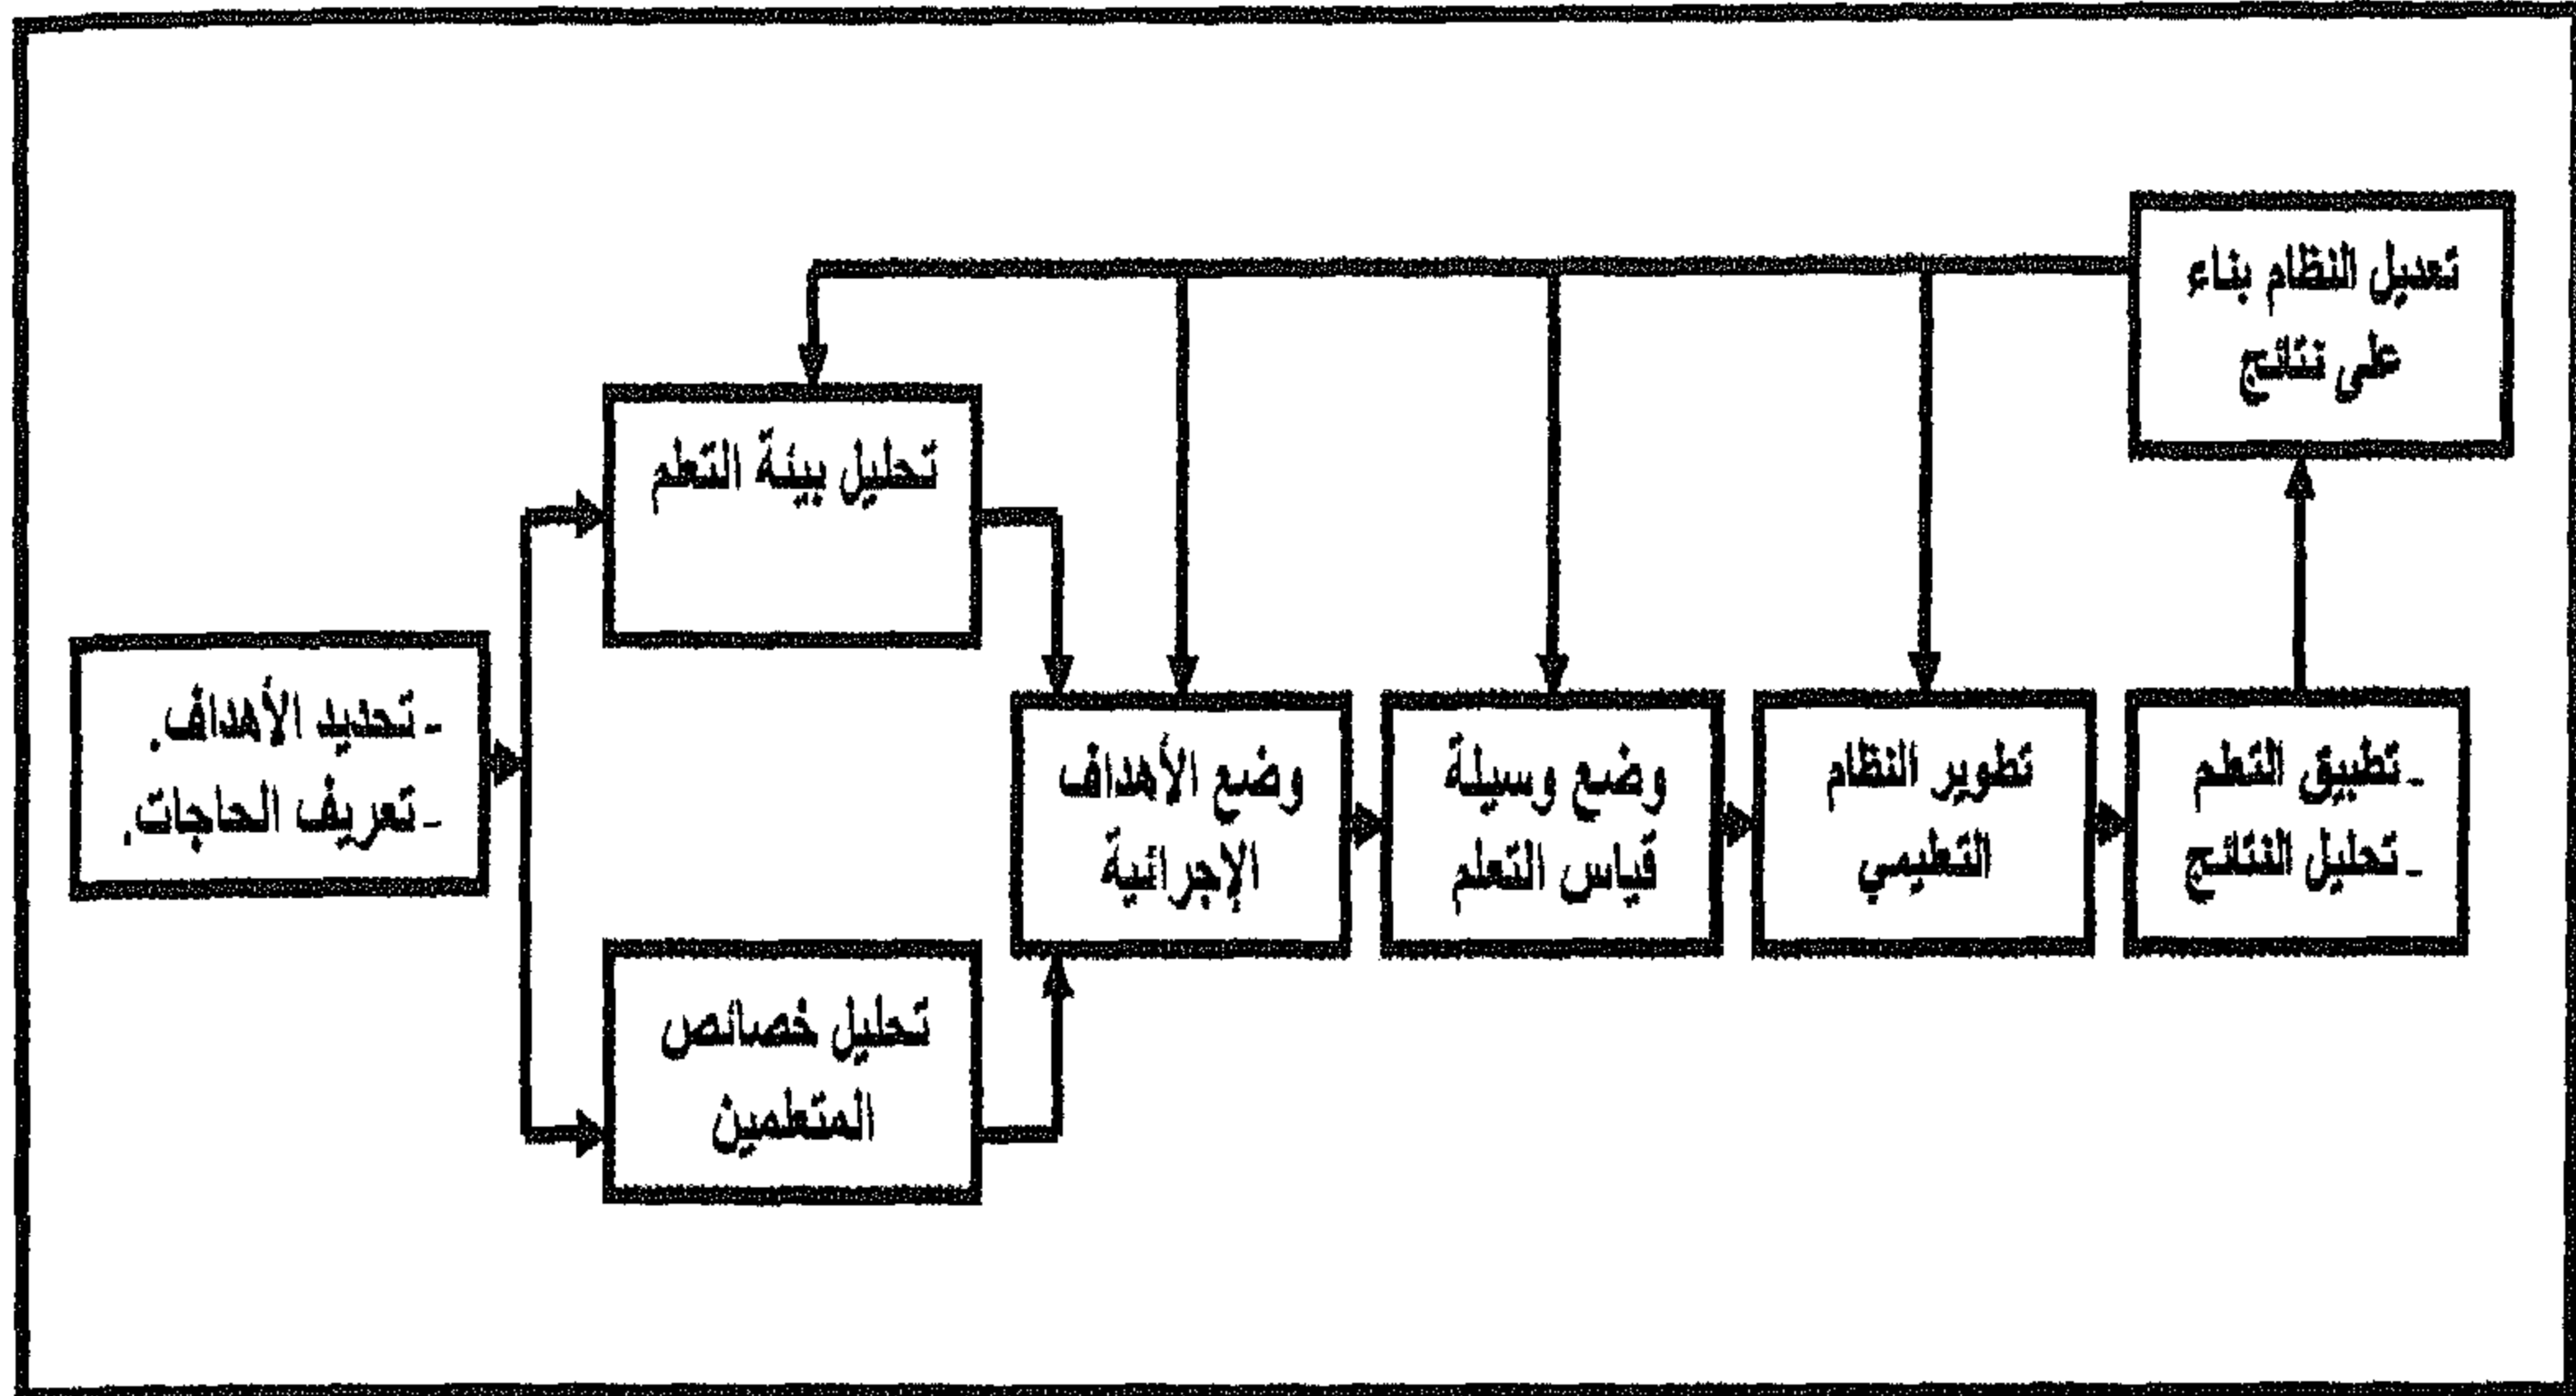 - تحديد الأهداف.
- تعريف الحاجات.
تحليل بيئة التعلم
تحليل خصائص
المتعلمين
وضع الأهداف
الإجرائية
وضع وسيلة
قياس التعلم
تطوير النظام
التعليمي
- تطبيق التعلم
- تحليل النتائج
تعديل النظام بناء
على نتائج